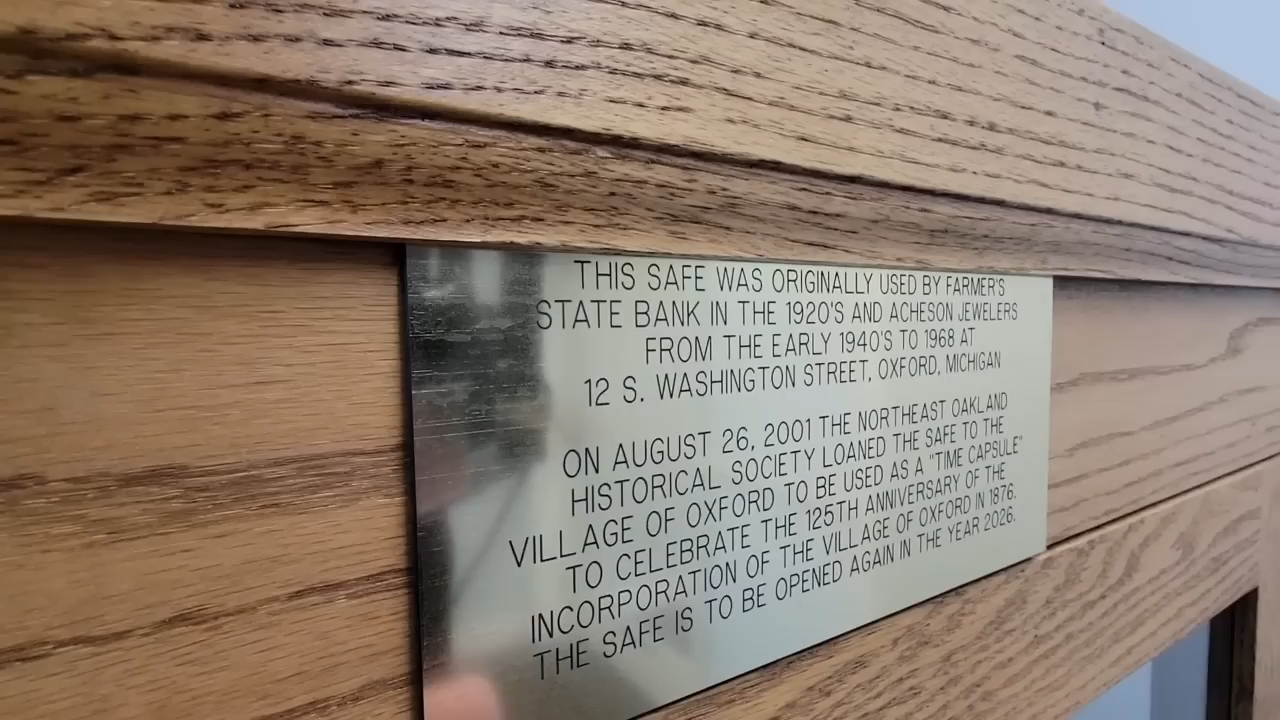 THIS SAFE WAS ORIGINALLY USED BY FARMER'S
STATE BANK IN THE 1920'S AND ACHESON JEWELERS
FROM THE EARLY 1940'S TO 1968 AT
12 S. WASHINGTON STREET, OXFORD, MICHIGAN
ON AUGUST 26, 2001 THE NORTHEAST OAKLAND
HISTORICAL SOCIETY LOANED THE SAFE TO THE
VILLAGE OF OXFORD TO BE USED AS A "TIME CAPSULE"
TO CELEBRATE THE 125TH ANNIVERSARY OF THE
INCORPORATION OF THE VILLAGE OF OXFORD IN 1876.
THE SAFE IS TO BE OPENED AGAIN IN THE YEAR 2026.